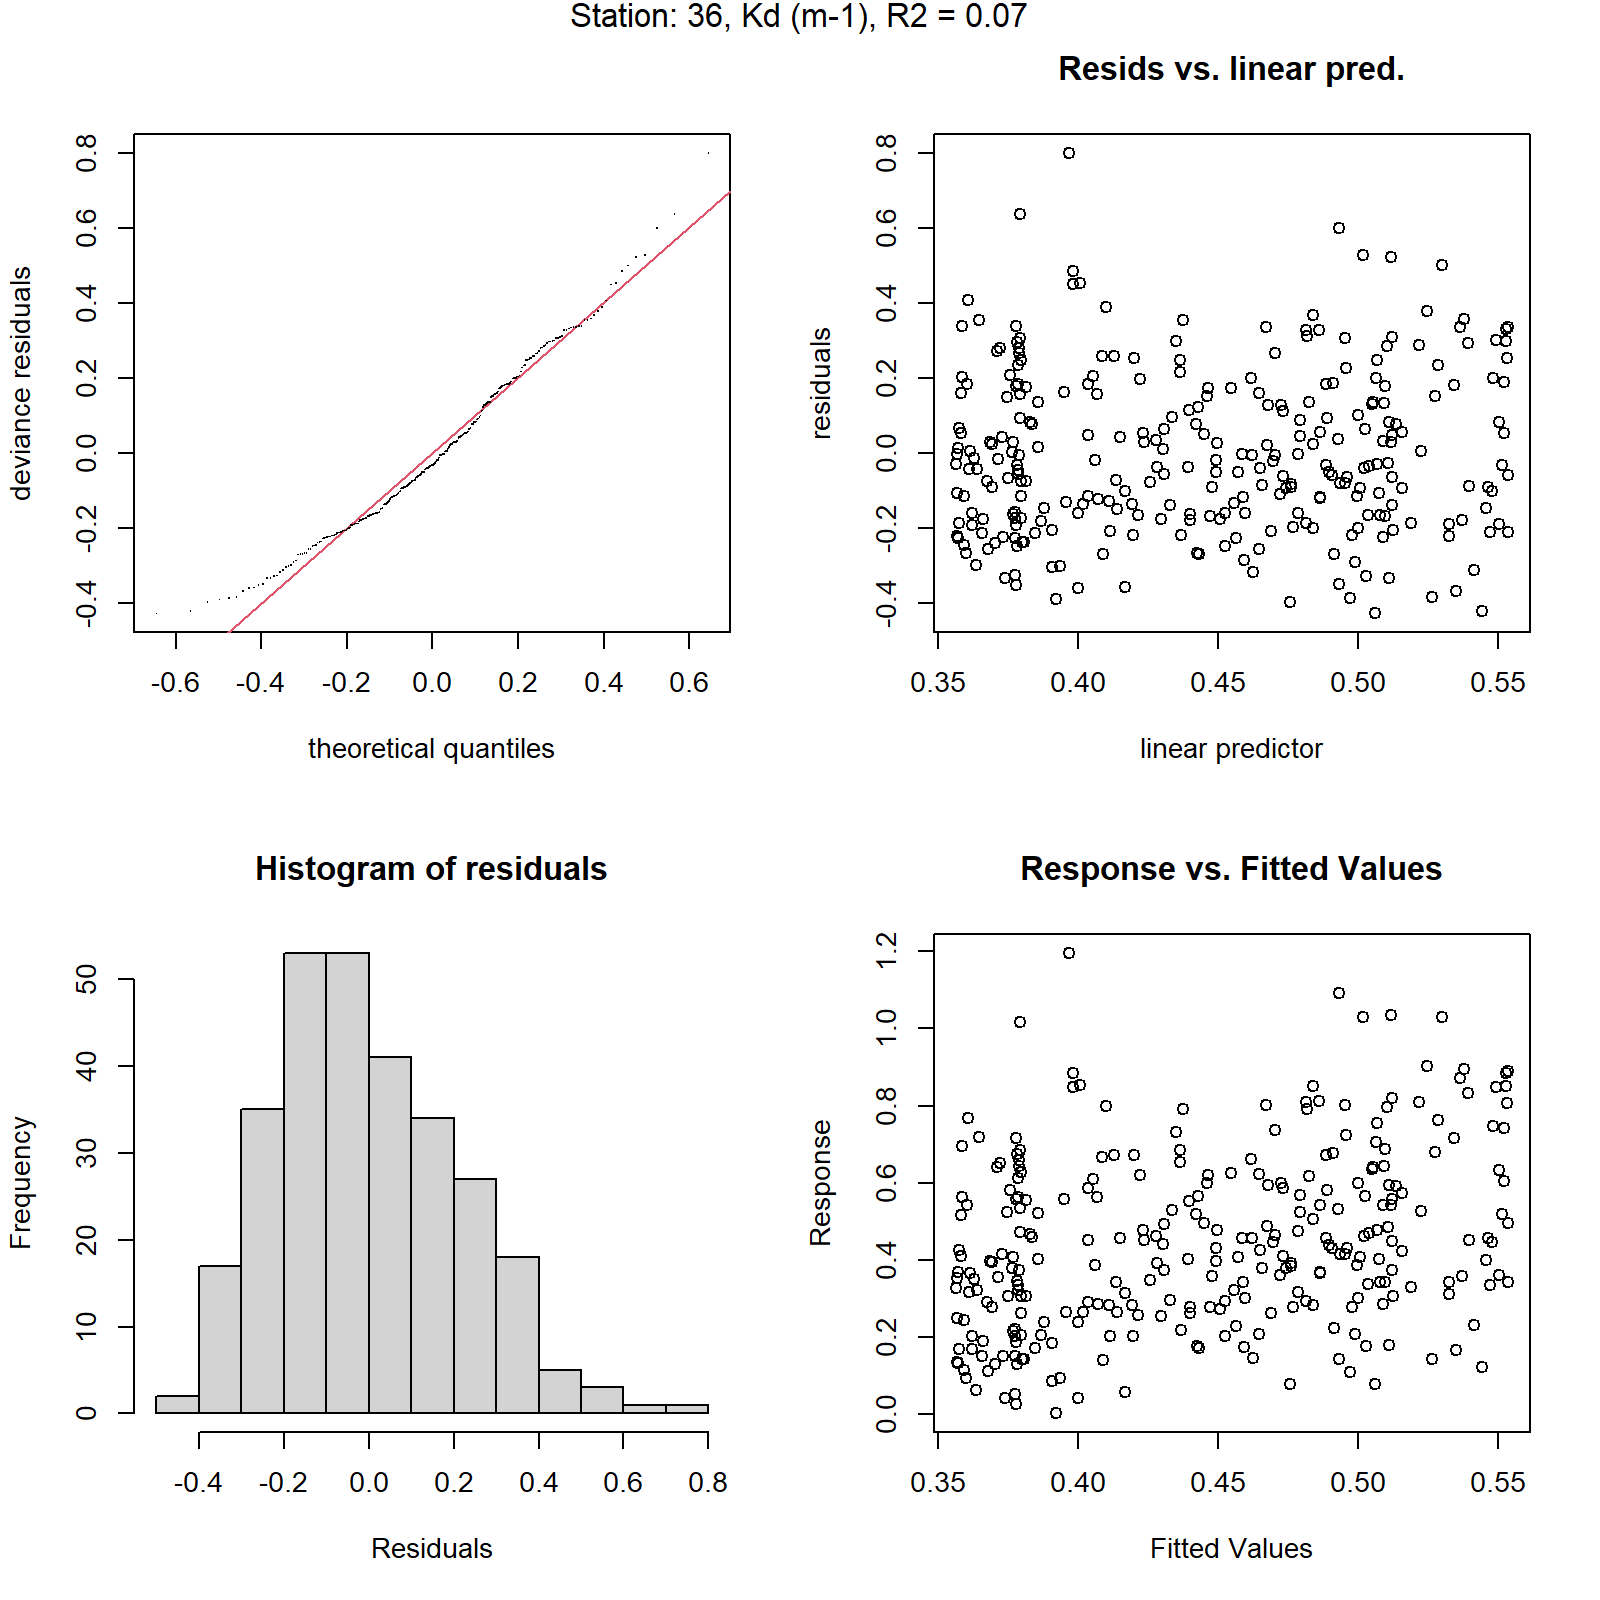 Station: 36, Kd (m-1), R2 = 0.07
deviance residuals
0.8
0.6
0.4
0.2
0.0
-0.2
-0.4
-0.6 -0.4 -0.2 0.0 0.2 0.4 0.6
theoretical quantiles
Resids vs. linear pred.
residuals
0.8
0.6
0.4
0.2
0.0
-0.2
-0.4
0.35 0.40 0.45 0.50 0.55
linear predictor
Histogram of residuals
Frequency
50
40
30
20
10
0
-0.4 -0.2 0.0 0.2 0.4 0.6 0.8
Residuals
Response vs. Fitted Values
Response
1.2
1.0
0.8
0.6
0.4
0.2
0.0
0.35 0.40 0.45 0.50 0.55
Fitted Values